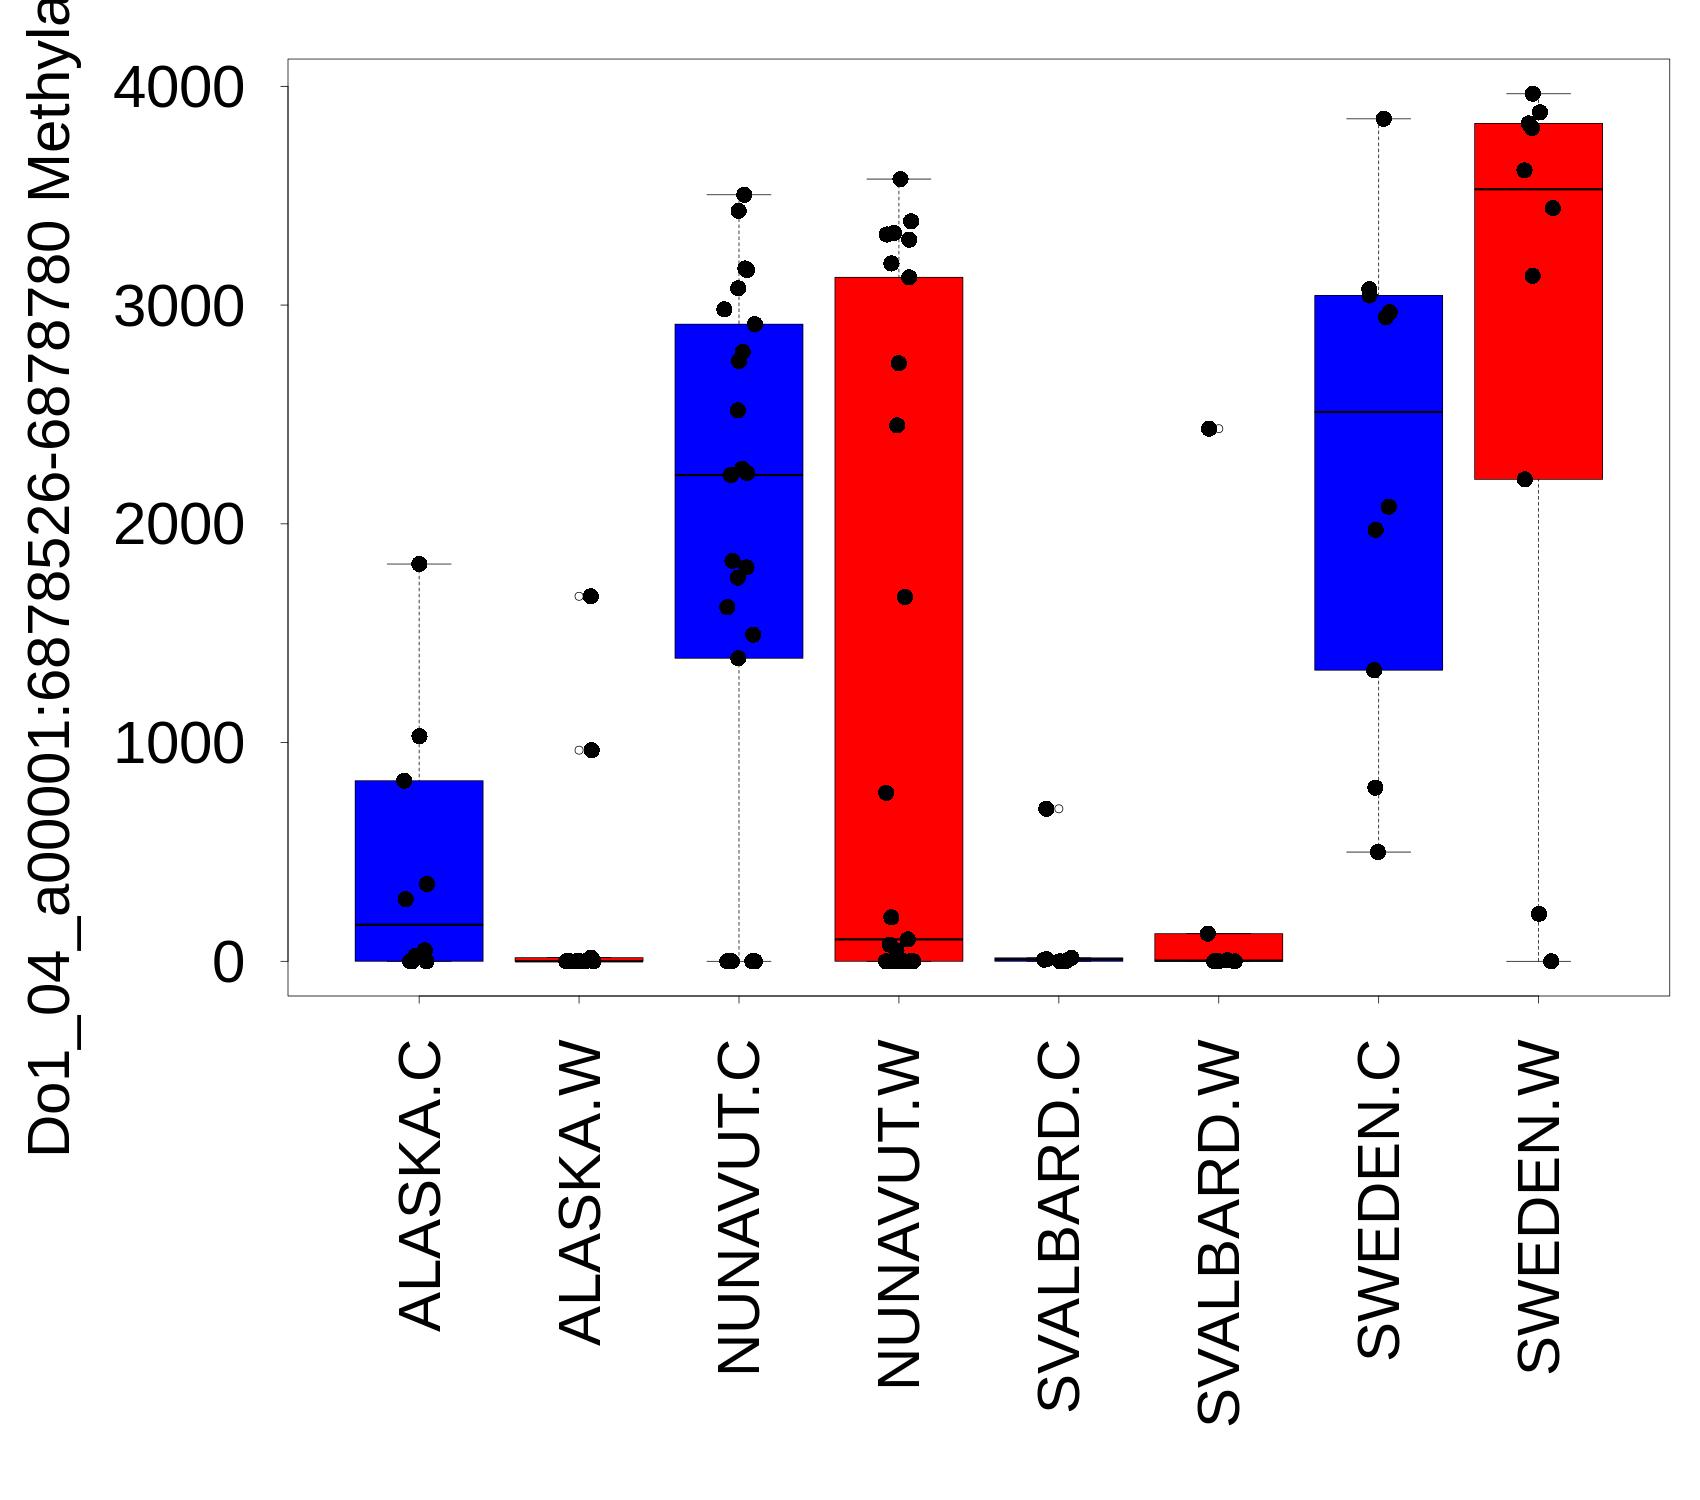 Do1_04_a00001:6878526-6878780 Methyla
4000
3000
2000
1000
0
ALASKA.C
ALASKA.W
NUNAVUT.C
NUNAVUT.W
SVALBARD.C
SVALBARD.W
SWEDEN.C
SWEDEN.W